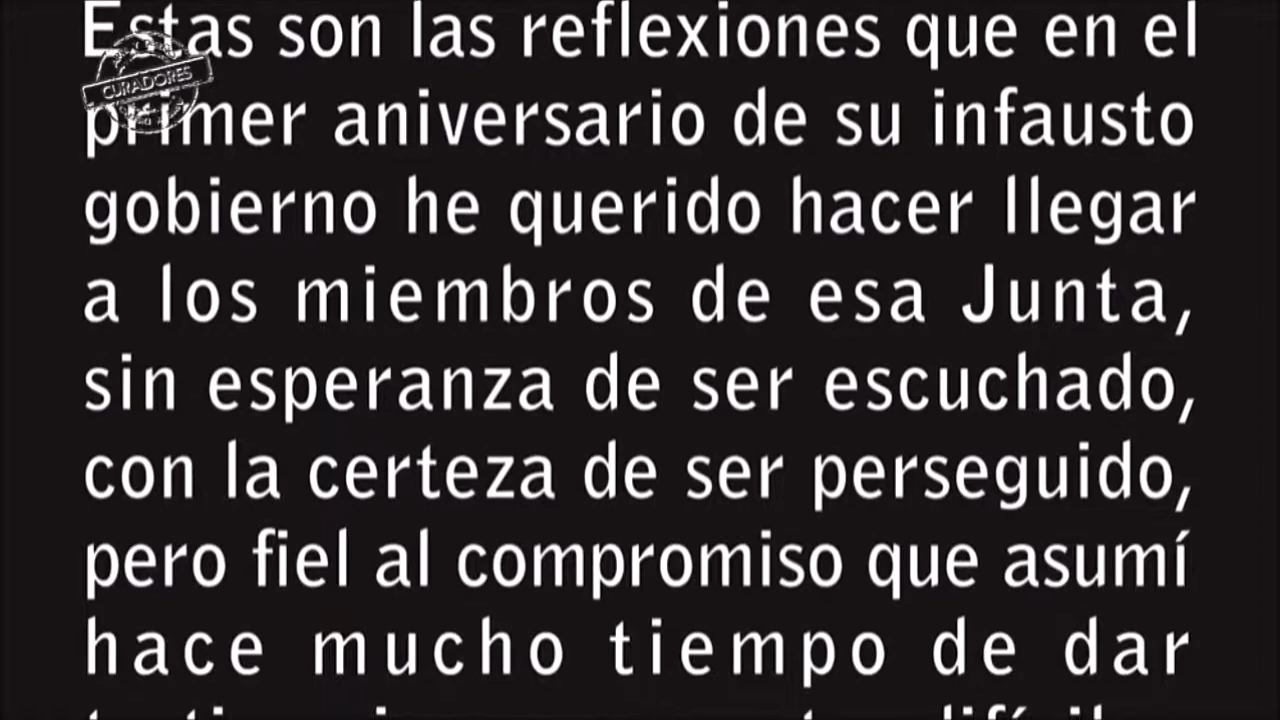 Estas son las reflexiones que en el
CURADORES
primer aniversario de su infausto
gobierno he querido hacer llegar
a los miembros de esa Junta,
sin esperanza de ser escuchado,
con la certeza de ser perseguido,
pero fiel al compromiso que asumí
hace mucho tiempo de dar